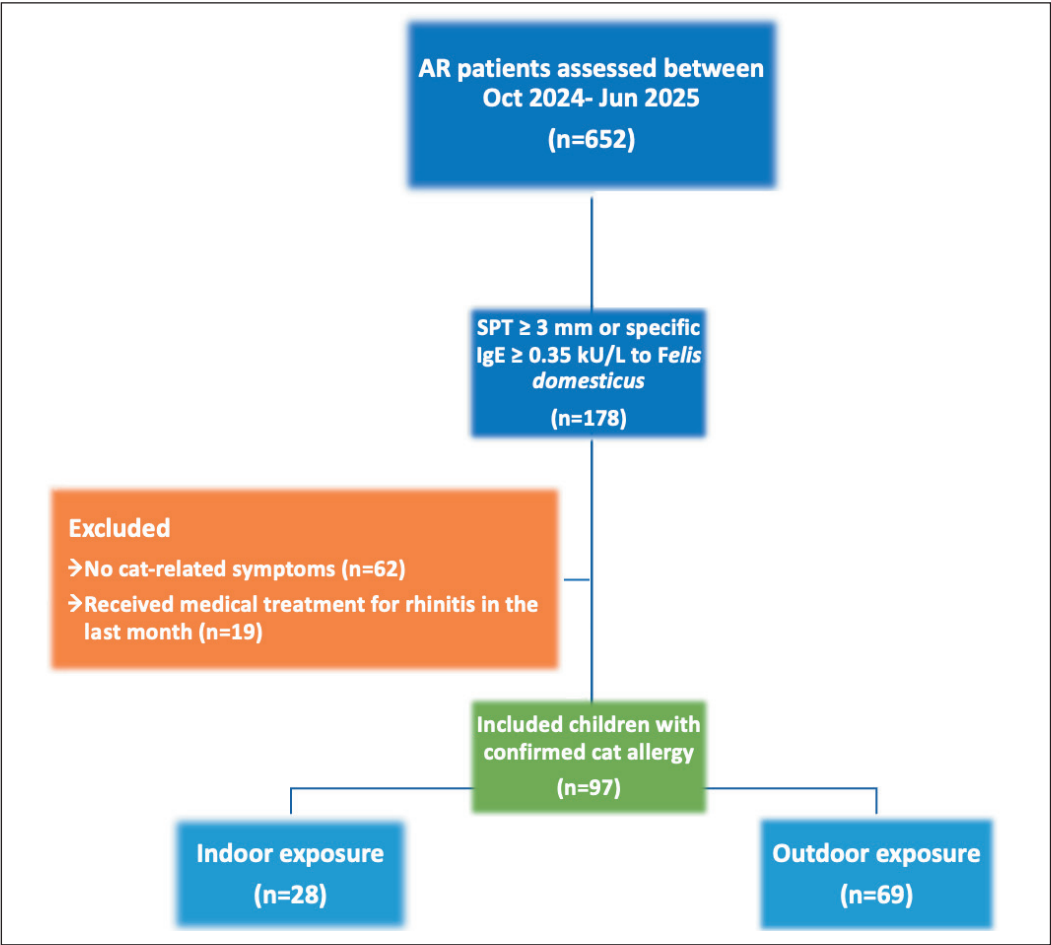 AR patients assessed between
Oct 2024- Jun 2025
(n=652)
SPT ≥ 3 mm or specific
IgE ≥ 0.35 kU/L to Felis
domesticus
(n=178)
Excluded
→No cat-related symptoms (n=62)
→Received medical treatment for rhinitis in the
last month (n=19)
Included children with
confirmed cat allergy
(n=97)
Indoor exposure
(n=28)
Outdoor exposure
(n=69)